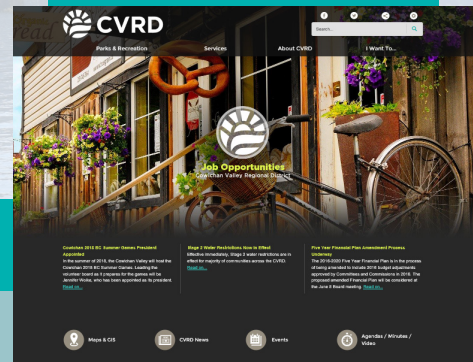 read
CVRD
Search...
Parks & Recreation
Services
About CVRD
I Want To...
Job Opportunities
Cowichan Valley Regional District
Cowichan 2018 BC Summer Games President
Appointed
In the summer of 2018, the Cowichan Valley will host the
Cowichan 2018 BC Summer Games. Leading the
volunteer board as it prepares for the games will be
Jennifer Woike, who has been appointed as its president.
Read on...
Stage 2 Water Restrictions Now In Effect
Effective immediately, Stage 2 water restrictions are in
effect for majority of communities across the CVRD.
Read on...
Five Year Financial Plan Amendment Process
Underway
The 2016-2020 Five Year Financial Plan is in the process
of being amended to include 2016 budget adjustments
approved by Committees and Commissions in 2016. The
proposed amended Financial Plan will be considered at
the June 8 Board meeting. Read on...
Maps & GIS
CVRD News
Events
Agendas / Minutes /
Video